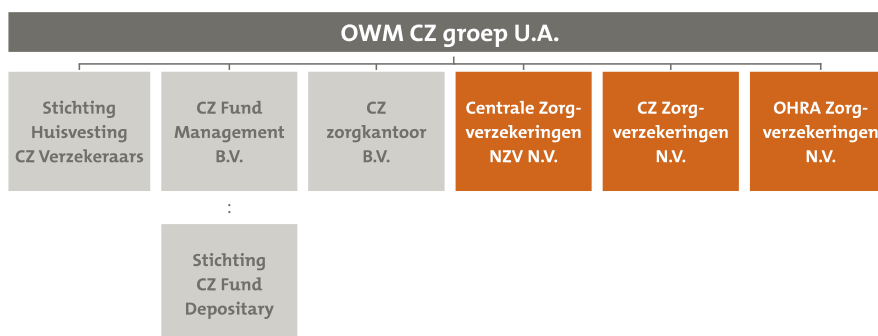 OWM CZ groep U.A.
Stichting
Huisvesting
CZ Verzekeraars
CZ Fund
Management
B.V.
CZ
zorgkantoor
B.V.
Centrale Zorg-
verzekeringen
NZV N.V.
CZ Zorg-
verzekeringen
N.V.
OHRA Zorg-
verzekeringen
N.V.
:
Stichting
CZ Fund
Depositary